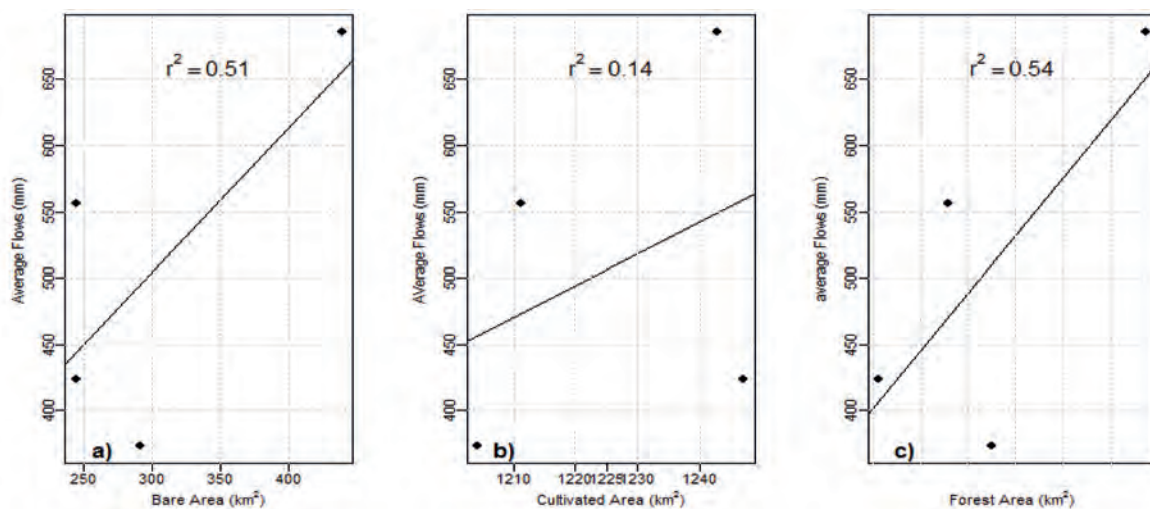 r² = 0.51
Average Flows (mm)
650
600
550
500
450
400
a)
250 300 350 400
Bare Area (km²)
r² = 0.14
AVerage Flows (mm)
650
600
550
500
450
400
b)
1210 1220 1225 1230 1240
Cultivated Area (km²)
r² = 0.54
average Flows (mm)
650
600
550
500
450
400
c)
Forest Area (km²)